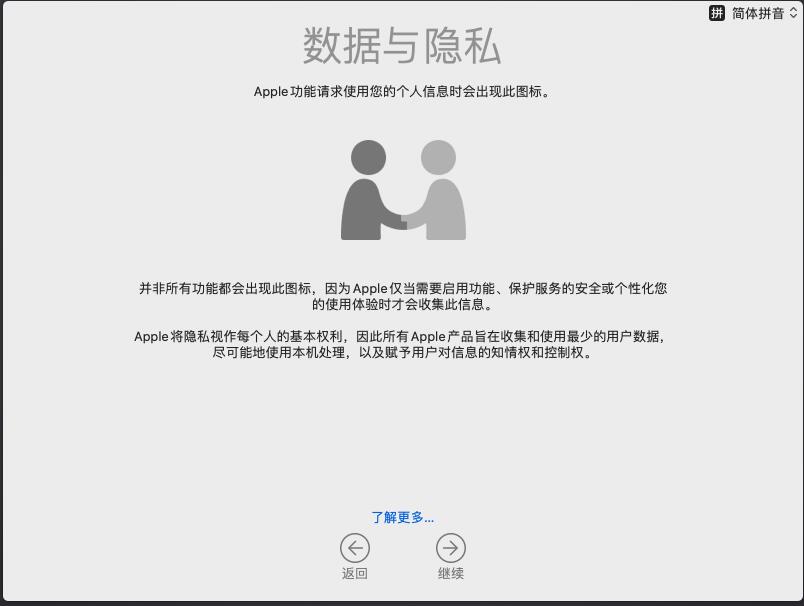 拼 简体拼音
数据与隐私
Apple功能请求使用您的个人信息时会出现此图标。
并非所有功能都会出现此图标，因为Apple仅当需要启用功能、保护服务的安全或个性化您
的使用体验时才会收集此信息。
Apple将隐私视作每个人的基本权利，因此所有Apple产品旨在收集和使用最少的用户数据，
尽可能地使用本机处理，以及赋予用户对信息的知情权和控制权。
了解更多...
返回
继续